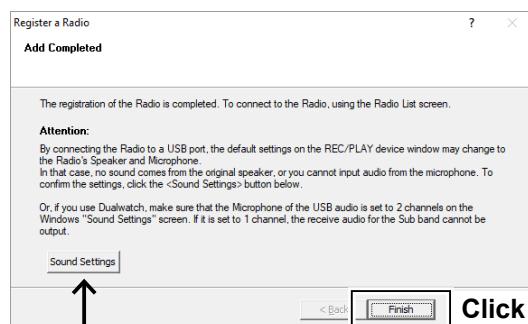 Register a Radio
?
Add Completed
The registration of the Radio is completed. To connect to the Radio, using the Radio List screen.
Attention:
By connecting the Radio to a USB port, the default settings on the REC/PLAY device window may change to
the Radio's Speaker and Microphone.
In that case, no sound comes from the original speaker, or you cannot input audio from the microphone. To
confirm the settings, click the <Sound Settings> button below.
Or, if you use Dualwatch, make sure that the Microphone of the USB audio is set to 2 channels on the
Windows "Sound Settings" screen. If it is set to 1 channel, the receive audio for the Sub band cannot be
output.
Sound Settings
< Back
Finish
Click